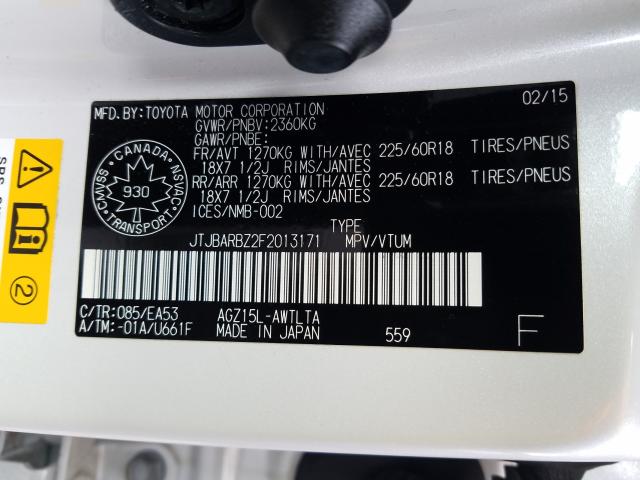 MFD.BY:TOYOTA MOTOR CORPORATION 02/15
GVWR/PNBV:2360KG
GAWR/PNBE:
FR/AVT 1270KG WITH/AVEC 225/60R18 TIRES/PNEUS
18X7 1/2J RIMS/JANTES
RR/ARR 1270KG WITH/AVEC 225/60R18 TIRES/PNEUS
18X7 1/2J RIMS/JANTES
ICES/NMB-002
CANADA
CMVSS NSVAC
930
TRANSPORT
TYPE
JTJBARBZ2F2013171 MPV/VTUM
C/TR:085/EA53 AGZ15L-AWTLTA
A/TM:-01A/U661F MADE IN JAPAN 559 F
SRS
2